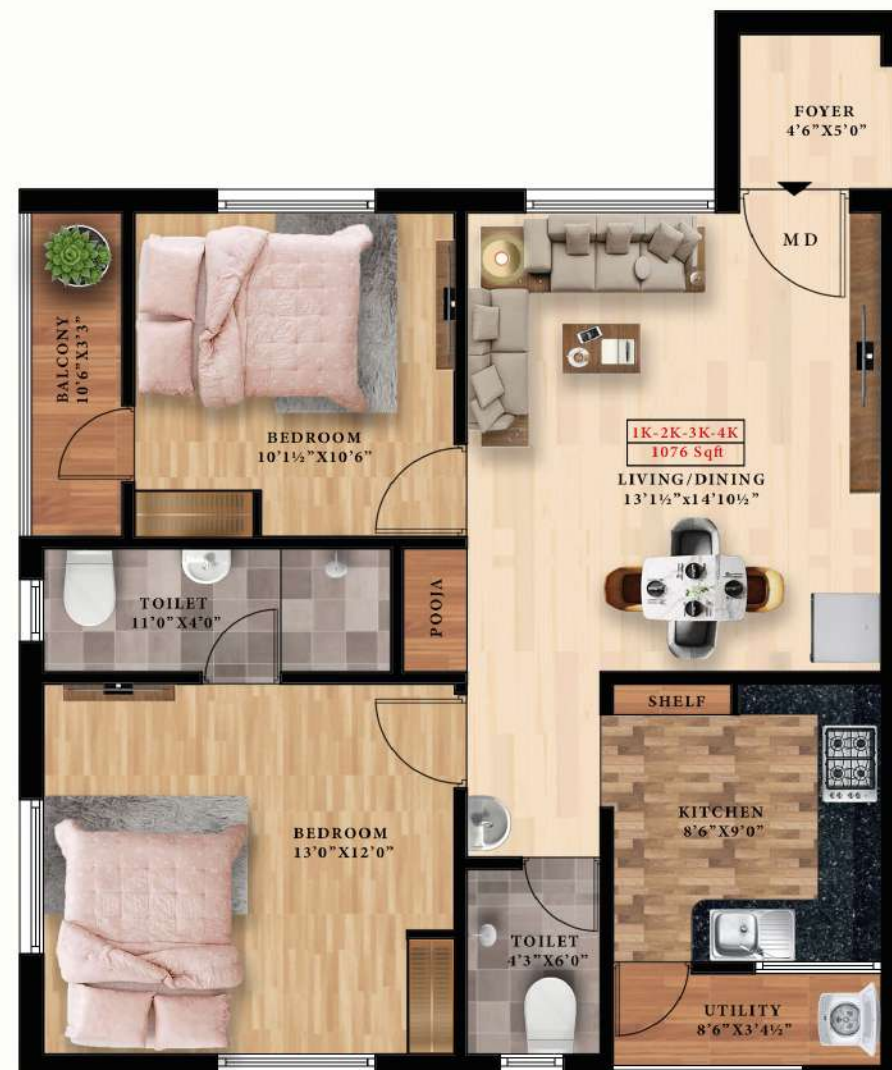 FOYER
4’6”X5’0”
MD
BALCONY
10’6”X3’3”
BEDROOM
10’1½”X10’6”
1K-2K-3K-4K
1076 Sqft
LIVING/DINING
13’1½”x14’10½”
TOILET
11’0”X4’0”
POOJA
SHELF
KITCHEN
8’6”X9’0”
BEDROOM
13’0”X12’0”
TOILET
4’3”X6’0”
UTILITY
8’6”X3’4½”